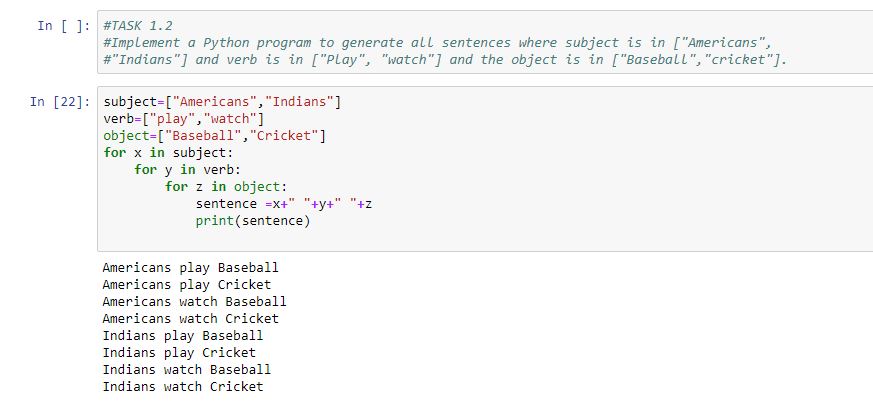 In [ ]: #TASK 1.2
#Implement a Python program to generate all sentences where subject is in ["Americans",
#"Indians"] and verb is in ["Play", "watch"] and the object is in ["Baseball","cricket"].
In [22]: subject=["Americans","Indians"]
verb=["play","watch"]
object=["Baseball","Cricket"]
for x in subject:
    for y in verb:
        for z in object:
            sentence =x+" "+y+" "+z
            print(sentence)
Americans play Baseball
Americans play Cricket
Americans watch Baseball
Americans watch Cricket
Indians play Baseball
Indians play Cricket
Indians watch Baseball
Indians watch Cricket